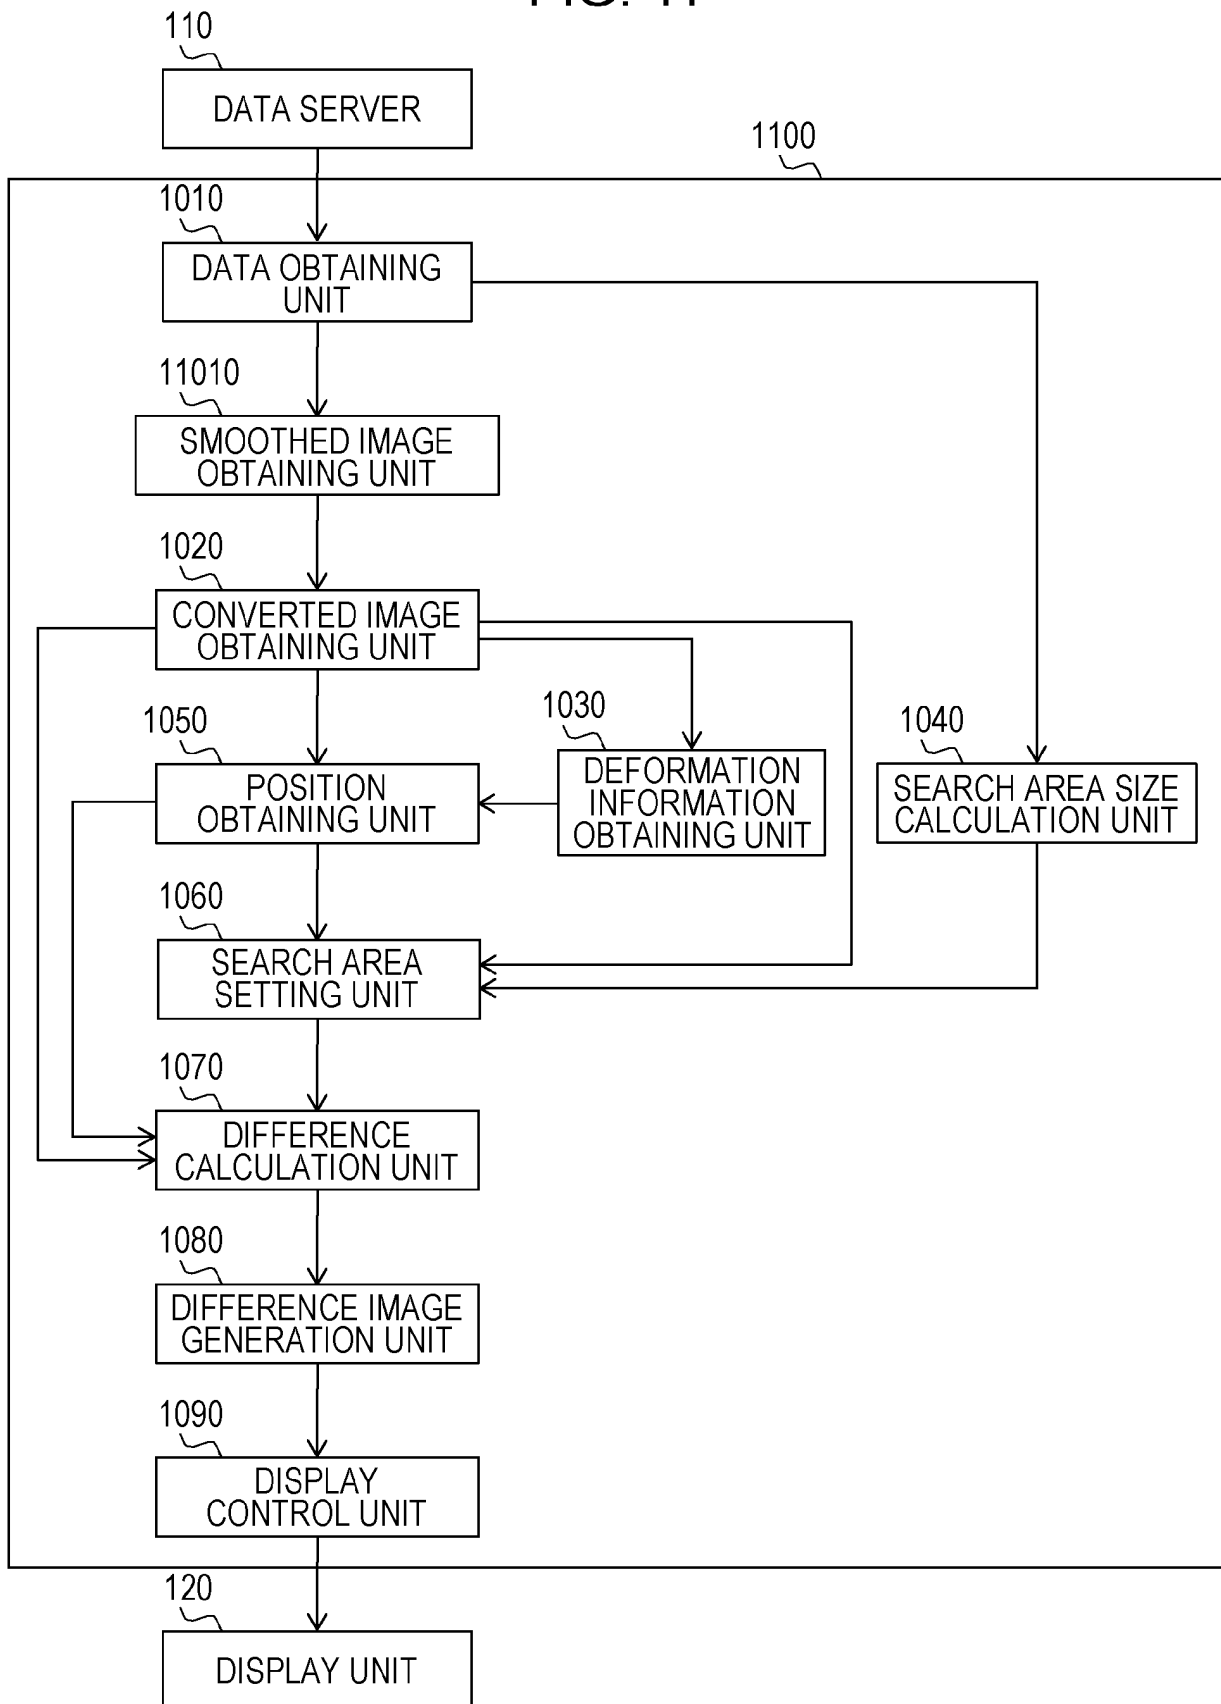 FIG. 11
110
DATA SERVER
1100
1010
DATA OBTAINING
UNIT
11010
SMOOTHED IMAGE
OBTAINING UNIT
1020
CONVERTED IMAGE
OBTAINING UNIT
1050
POSITION
OBTAINING UNIT
1030
DEFORMATION
INFORMATION
OBTAINING UNIT
1040
SEARCH AREA SIZE
CALCULATION UNIT
1060
SEARCH AREA
SETTING UNIT
1070
DIFFERENCE
CALCULATION UNIT
1080
DIFFERENCE IMAGE
GENERATION UNIT
1090
DISPLAY
CONTROL UNIT
120
DISPLAY UNIT